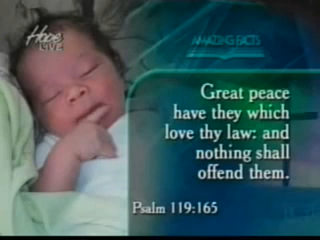 Hope
LIVE
AMAZING FACTS
Great peace
have they which
love thy law: and
nothing shall
offend them.
Psalm 119:165